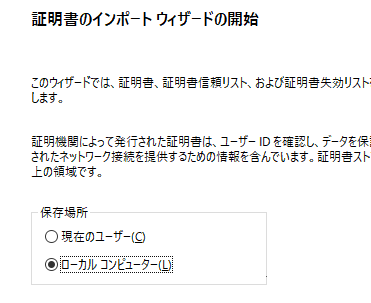 証明書のインポート ウィザードの開始
このウィザードでは、証明書、証明書信頼リスト、および証明書失効リストを
します。
証明機関によって発行された証明書は、ユーザー ID を確認し、データを保
されたネットワーク接続を提供するための情報を含んでいます。証明書スト
上の領域です。
保存場所
現在のユーザー(C)
ローカル コンピューター(L)